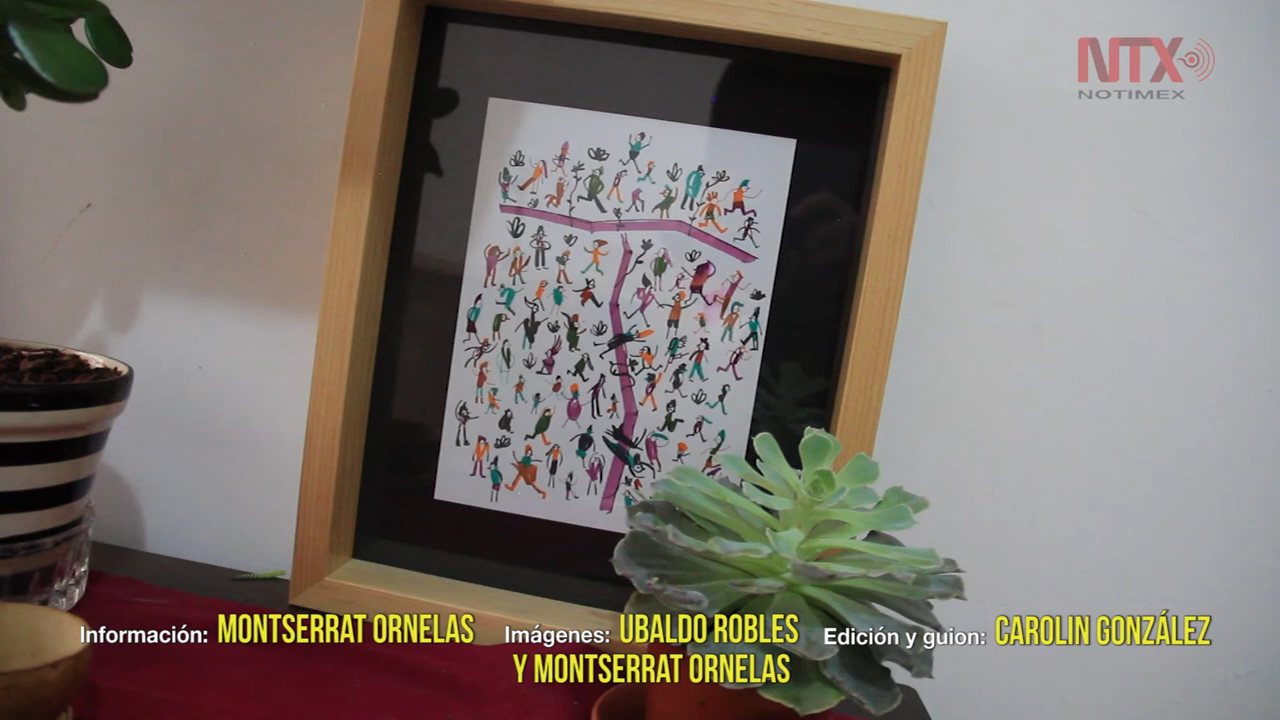 NTX
NOTIMEX
Información: MONTSERRAT ORNELAS Imágenes: UBALDO ROBLES Edición y guion: CAROLIN GONZÁLEZ
Y MONTSERRAT ORNELAS